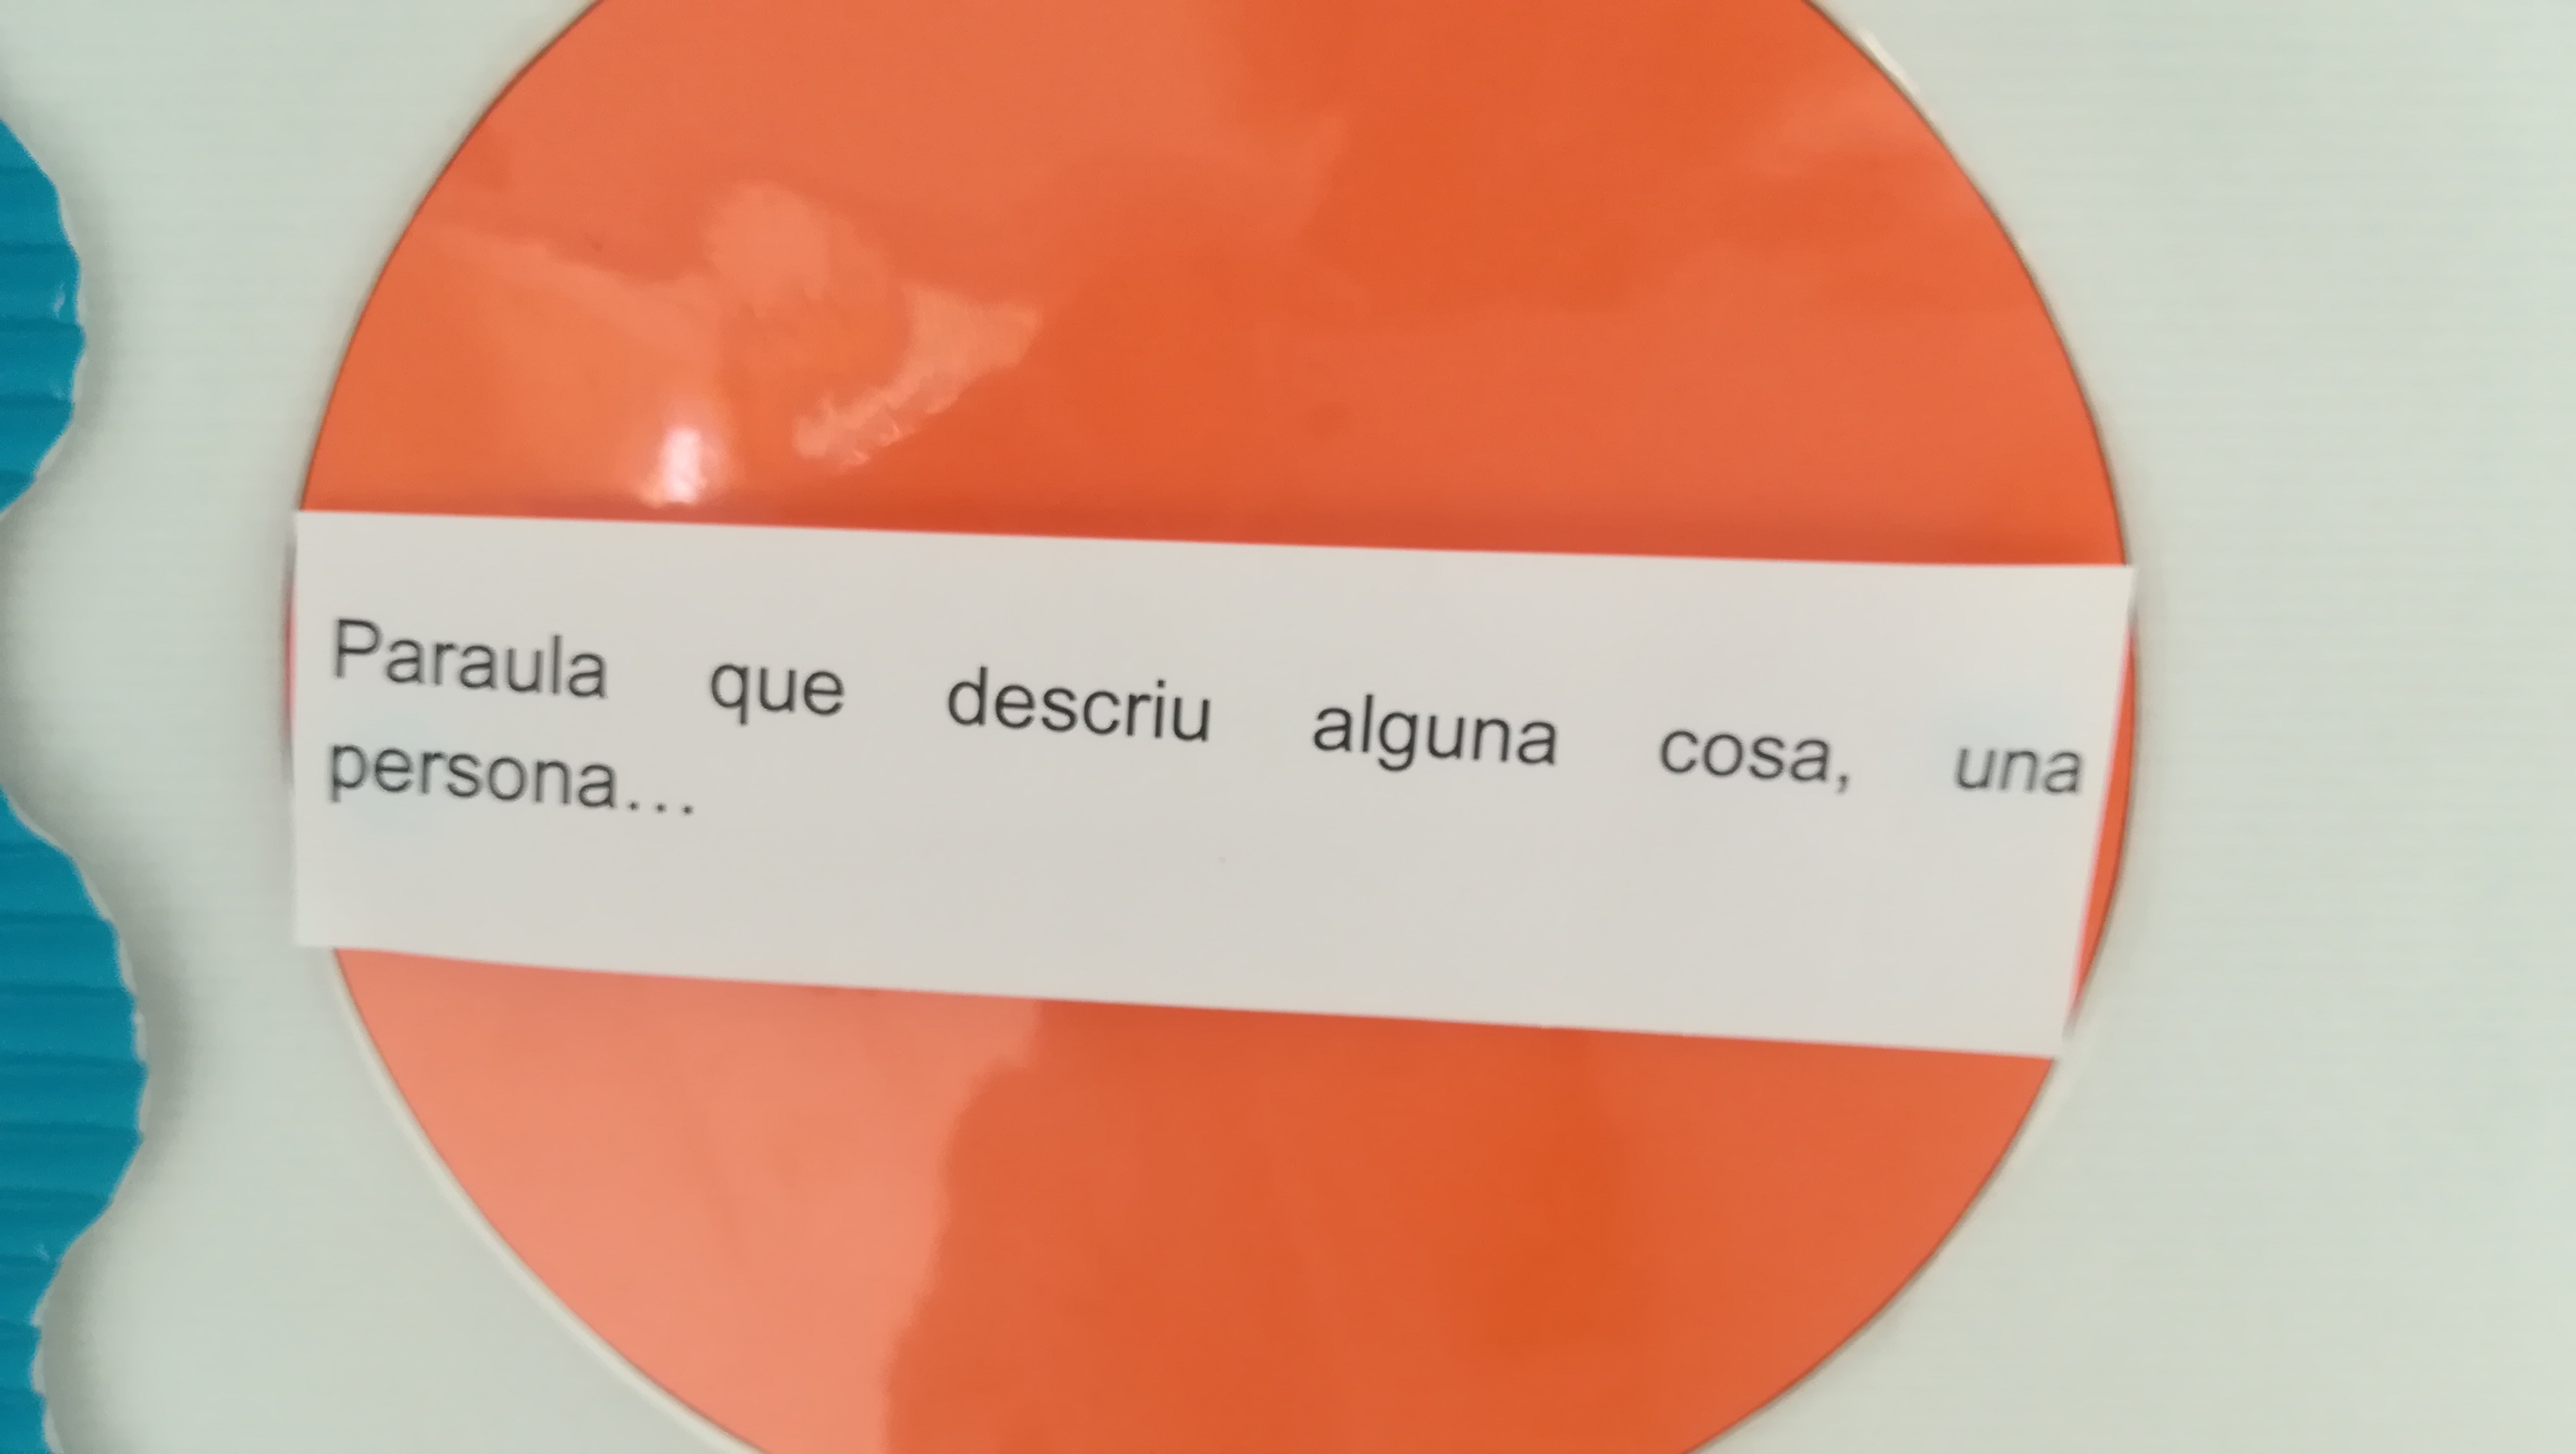 Paraula que descriu alguna cosa, una
persona...